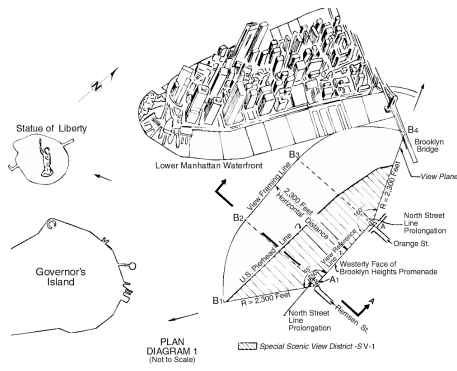 N
Statue of Liberty
Lower Manhattan Waterfront
B4
Brooklyn
Bridge
View Plane
B3
View Framing Line
2,300 Feet
Horizontal Distance
R = 2,300 Feet
B2
U.S. Pierhead Line
View Reference
Line
North Street
Line
Prolongation
Orange St.
Governor's
Island
Westerly Face of
Brooklyn Heights Promenade
B1
A1
R = 2,300 Feet
A
North Street
Line
Prolongation
Remsen St.
PLAN
DIAGRAM 1
(Not to Scale)
Special Scenic View District -S V-1